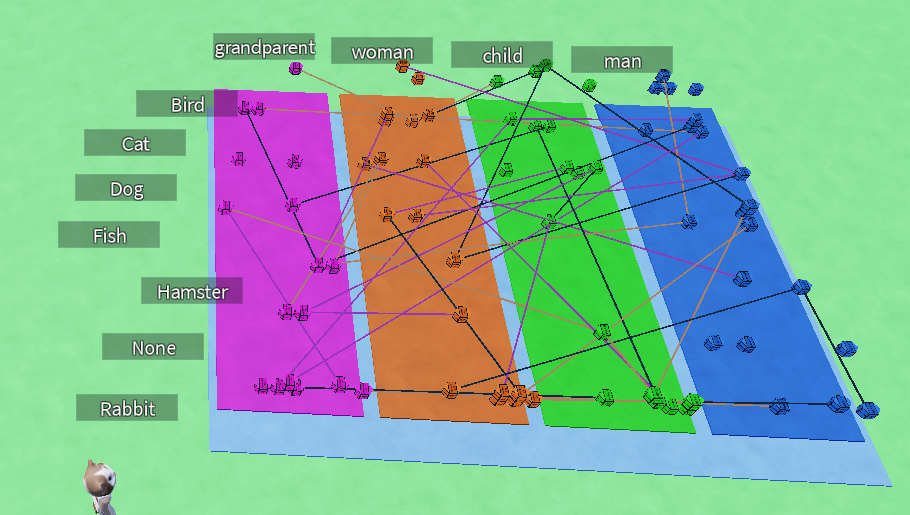 grandparent
woman
child
man
Bird
Cat
Dog
Fish
Hamster
None
Rabbit